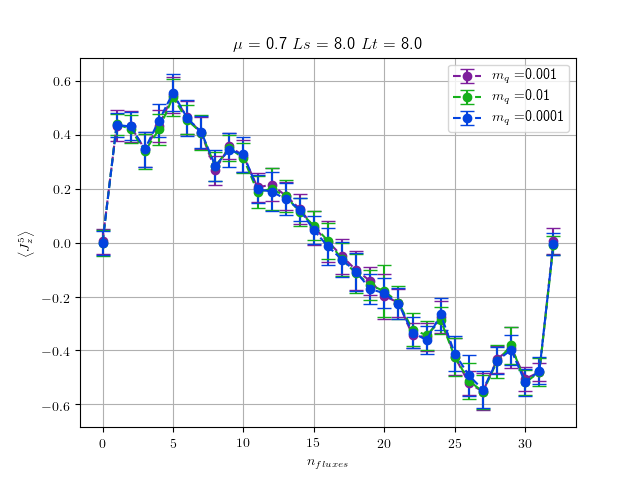 μ = 0.7 Ls = 8.0 Lt = 8.0
m_q =0.001
m_q =0.01
m_q =0.0001
0.6
0.4
0.2
0.0
−0.2
−0.4
−0.6
⟨J_z^5⟩
0 5 10 15 20 25 30
n_{fluxes}